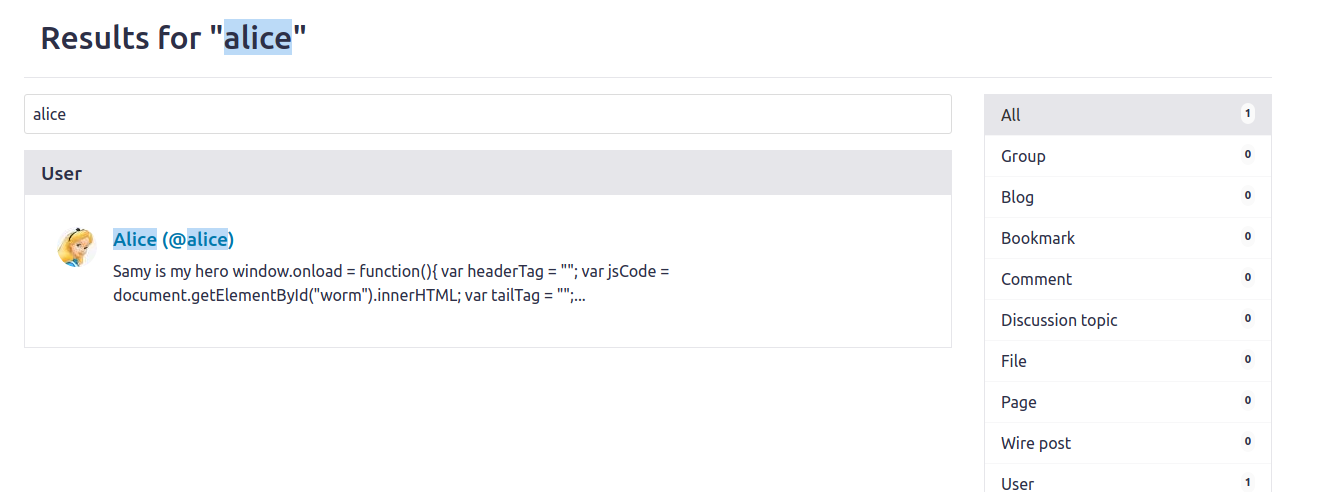 Results for "alice"
alice
User
Alice (@alice)
Samy is my hero window.onload = function(){ var headerTag = ""; var jsCode =
document.getElementById("worm").innerHTML; var tailTag = "";...
All 1
Group 0
Blog 0
Bookmark 0
Comment 0
Discussion topic 0
File 0
Page 0
Wire post 0
User 1